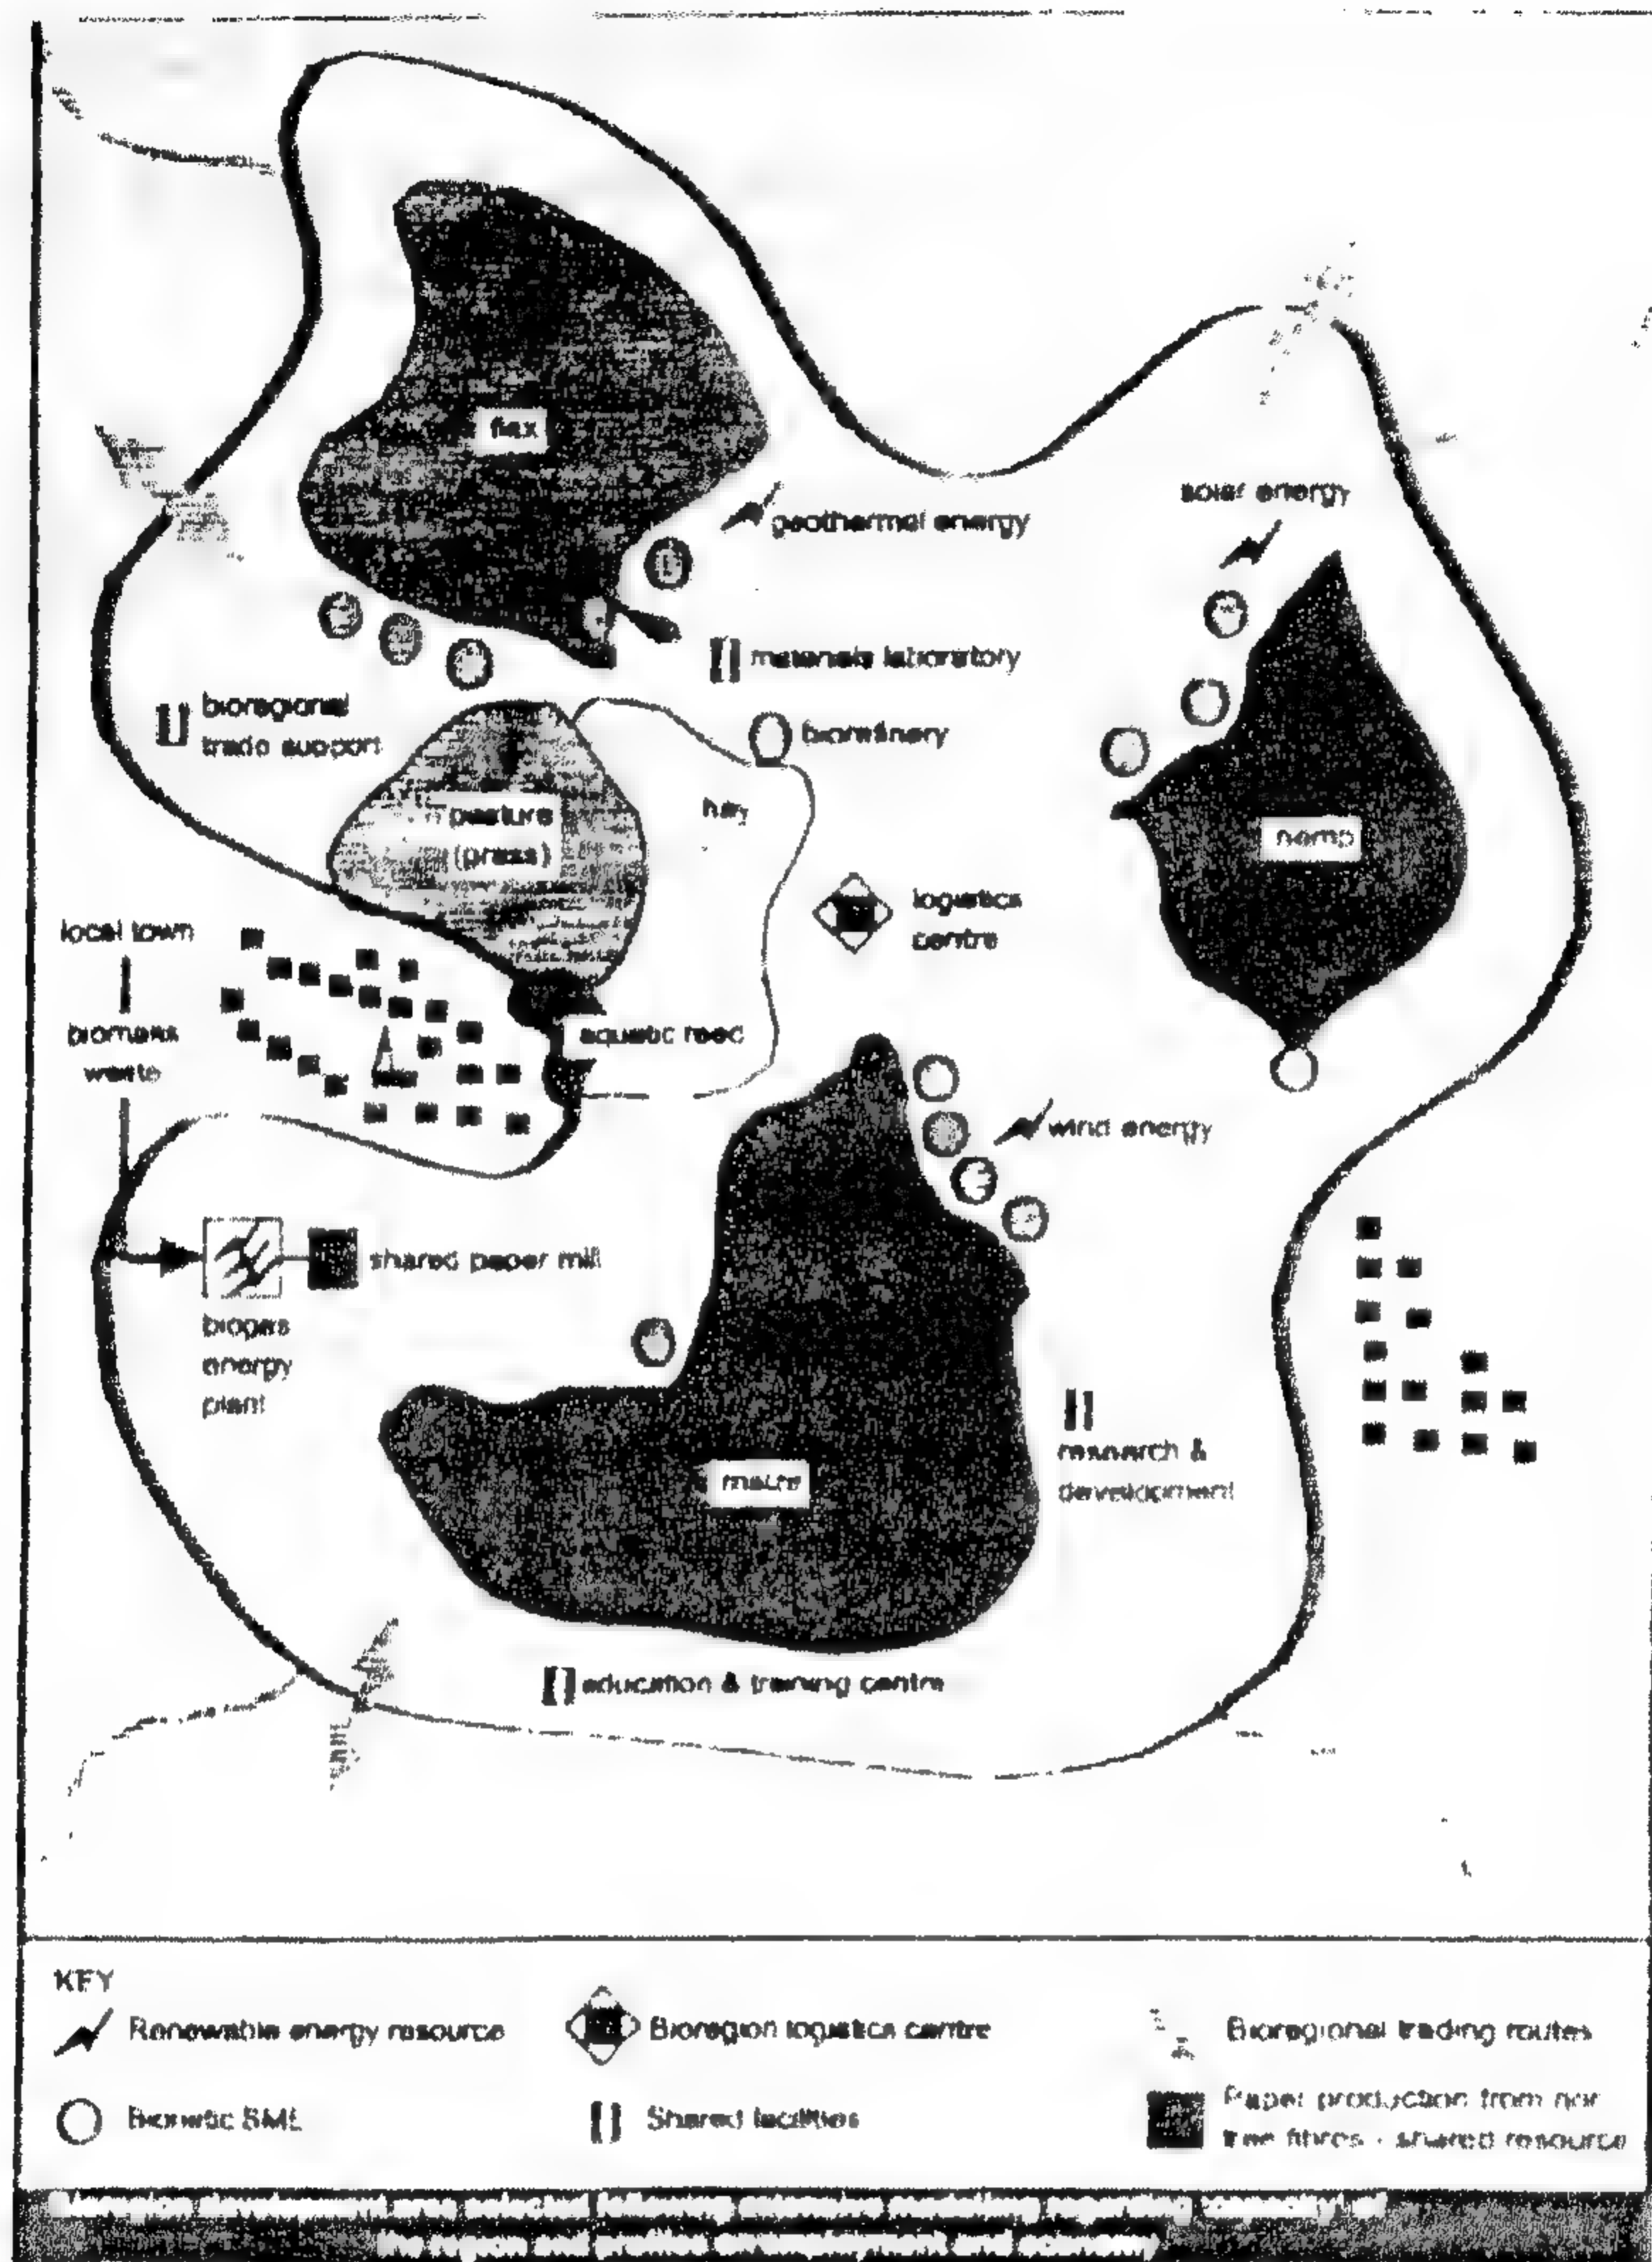 flax
solar energy
geothermal energy
materials laboratory
bioregional
trade support
biorefinery
pasture
(grass)
hay
hemp
logistics
centre
local town
biomass
waste
aquatic reed
wind energy
shared paper mill
biogas
energy
plant
research &
development
education & training centre
KEY
Renewable energy resource
Bioregion logistics centre
Bioregional trading routes
SME
Shared facilities
Paper production from non
tree fibres - shared resource